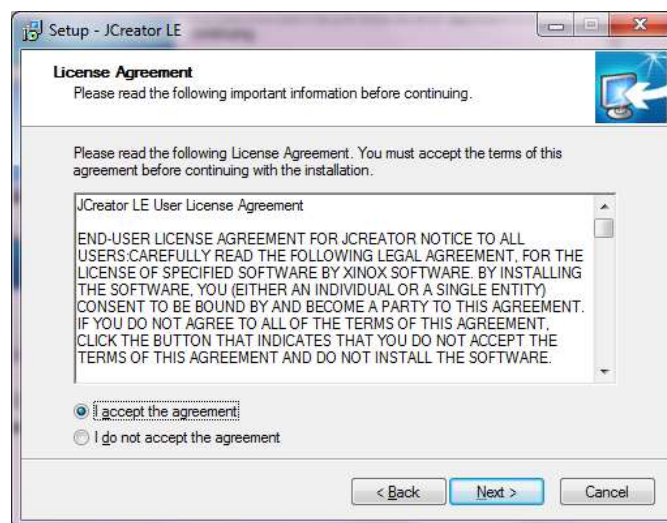 Setup - JCreator LE
License Agreement
Please read the following important information before continuing.
Please read the following License Agreement. You must accept the terms of this
agreement before continuing with the installation.
JCreator LE User License Agreement
END-USER LICENSE AGREEMENT FOR JCREATOR NOTICE TO ALL
USERS:CAREFULLY READ THE FOLLOWING LEGAL AGREEMENT, FOR THE
LICENSE OF SPECIFIED SOFTWARE BY XINOX SOFTWARE. BY INSTALLING
THE SOFTWARE, YOU (EITHER AN INDIVIDUAL OR A SINGLE ENTITY)
CONSENT TO BE BOUND BY AND BECOME A PARTY TO THIS AGREEMENT.
IF YOU DO NOT AGREE TO ALL OF THE TERMS OF THIS AGREEMENT,
CLICK THE BUTTON THAT INDICATES THAT YOU DO NOT ACCEPT THE
TERMS OF THIS AGREEMENT AND DO NOT INSTALL THE SOFTWARE.
I accept the agreement
I do not accept the agreement
< Back Next > Cancel